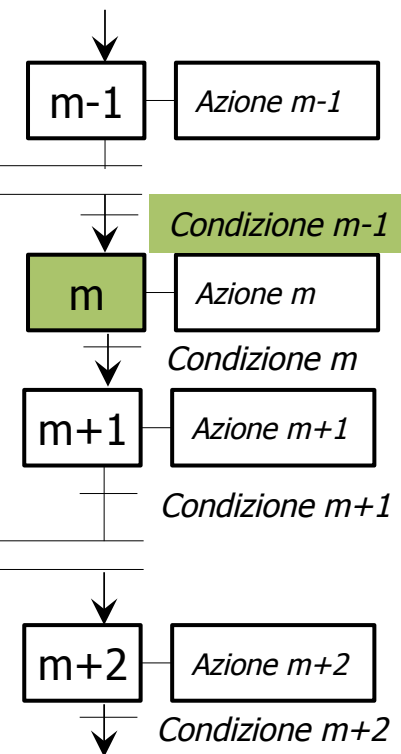 m-1
Azione m-1
Condizione m-1
m
Azione m
Condizione m
m+1
Azione m+1
Condizione m+1
m+2
Azione m+2
Condizione m+2